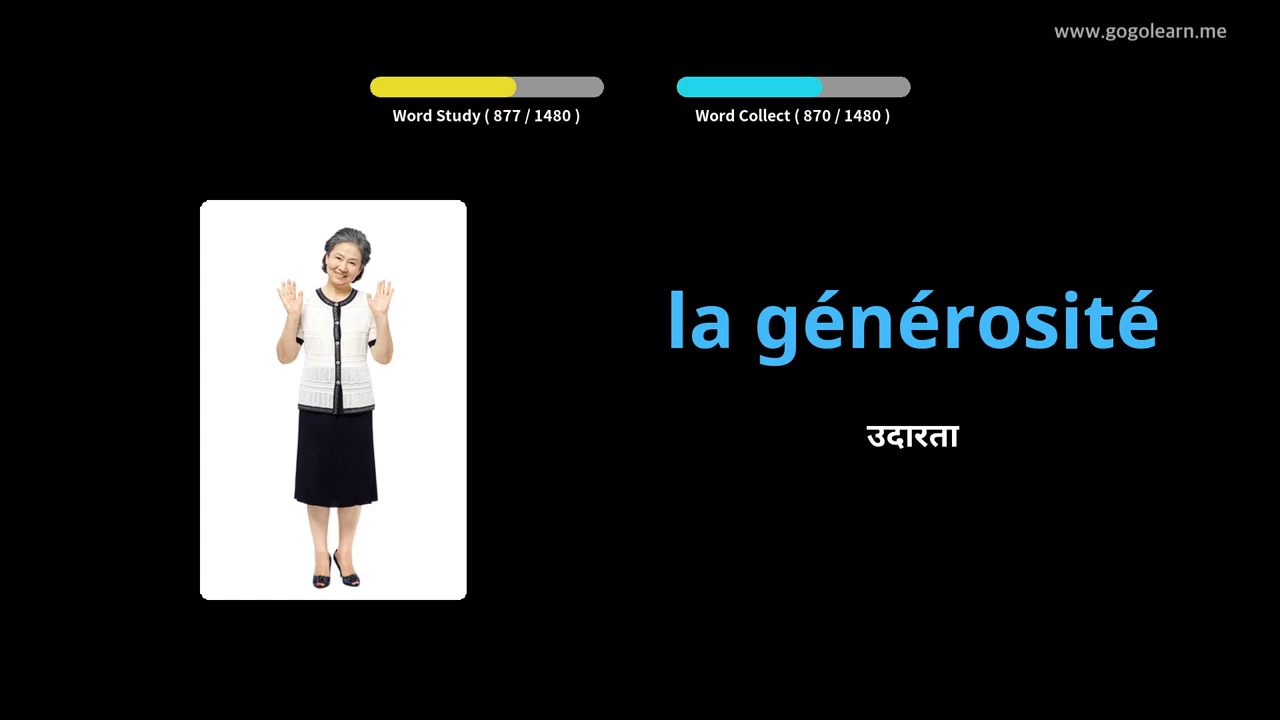 www.gogolearn.me
Word Study ( 877 / 1480 )
Word Collect ( 870 / 1480 )
la générosité
उदारता